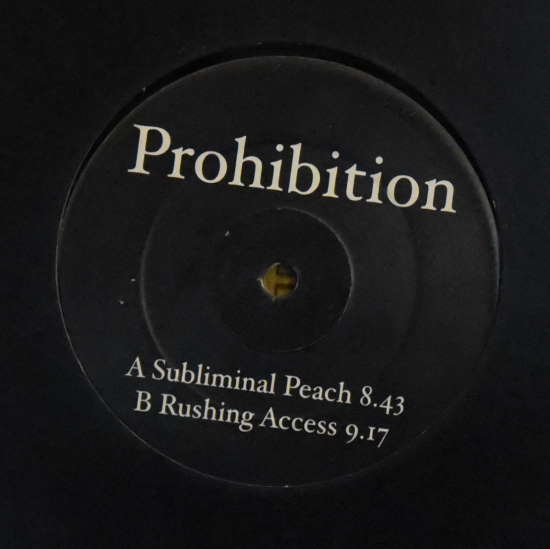 Prohibition
A Subliminal Peach 8.43
B Rushing Access 9.17